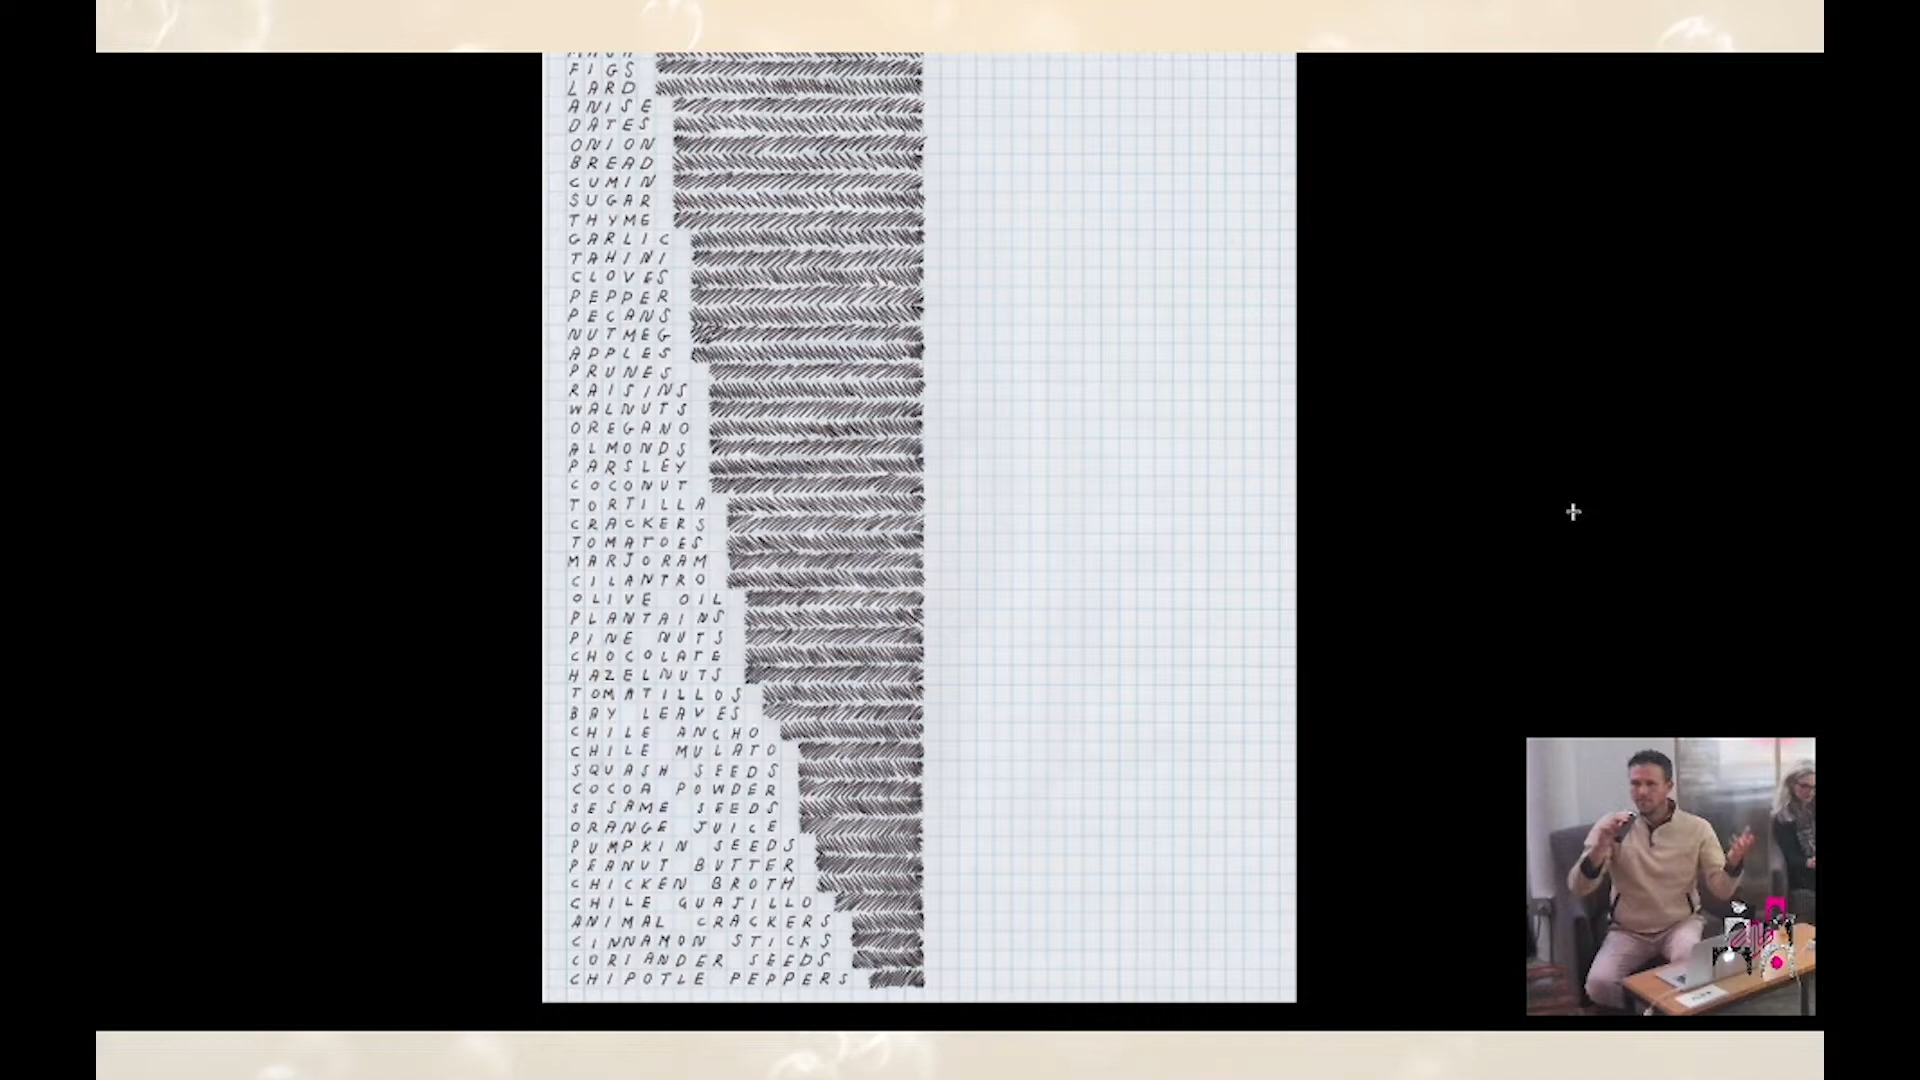 FIGS
LARD
ANISE
DATES
ONION
BREAD
CUMIN
SUGAR
THYME
GARLIC
TAHINI
CLOVES
PEPPER
PECANS
NUTMEG
APPLES
PRUNES
RAISINS
WALNUTS
OREGANO
ALMONDS
PARSLEY
COCONUT
TORTILLA
CRACKERS
TOMATOES
MARJORAM
CILANTRO
OLIVE OIL
PLANTAINS
PINE NUTS
CHOCOLATE
HAZELNUTS
TOMATILLOS
BAY LEAVES
CHILE ANCHO
CHILE MULATO
SQUASH SEEDS
COCOA POWDER
SESAME SEEDS
ORANGE JUICE
PUMPKIN SEEDS
PEANUT BUTTER
CHICKEN BROTH
CHILE GUAJILLO
ANIMAL CRACKERS
CINNAMON STICKS
CORIANDER SEEDS
CHIPOTLE PEPPERS